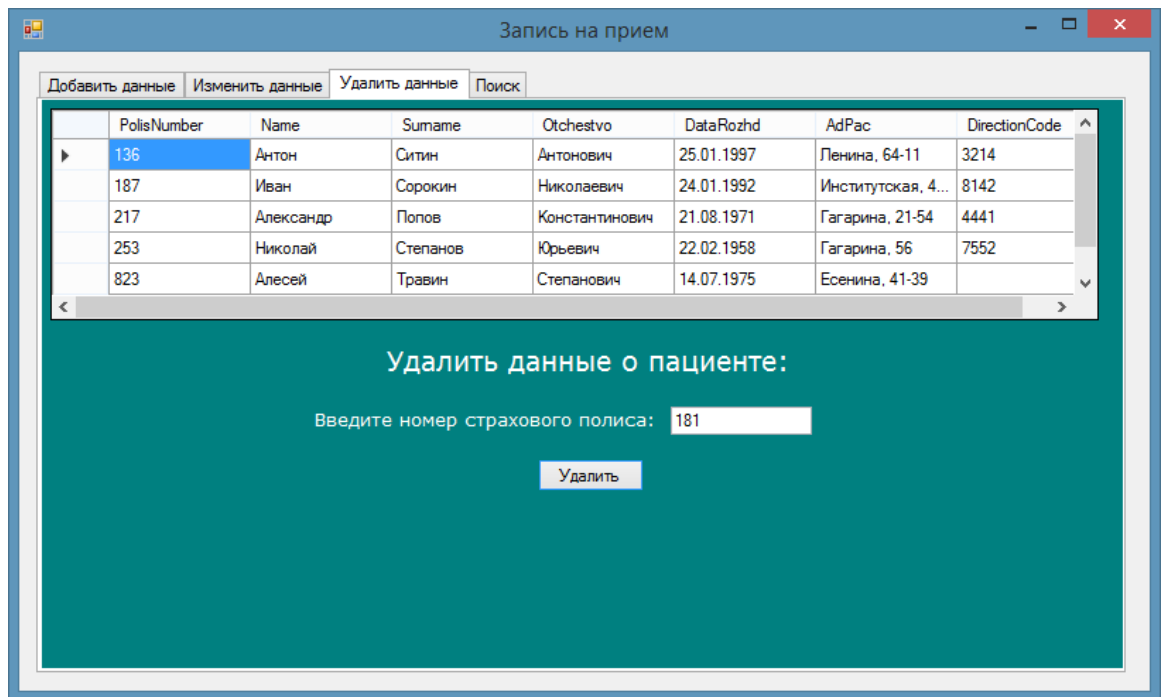 Запись на прием
Добавить данные Изменить данные Удалить данные Поиск
PolisNumber Name Surname Otchestvo DataRozhd AdPac DirectionCode
136 Антон Ситин Антонович 25.01.1997 Ленина, 64-11 3214
187 Иван Сорокин Николаевич 24.01.1992 Институтская, 4... 8142
217 Александр Попов Константинович 21.08.1971 Гагарина, 21-54 4441
253 Николай Степанов Юрьевич 22.02.1958 Гагарина, 56 7552
823 Алесей Травин Степанович 14.07.1975 Есенина, 41-39
Удалить данные о пациенте:
Введите номер страхового полиса: 181
Удалить